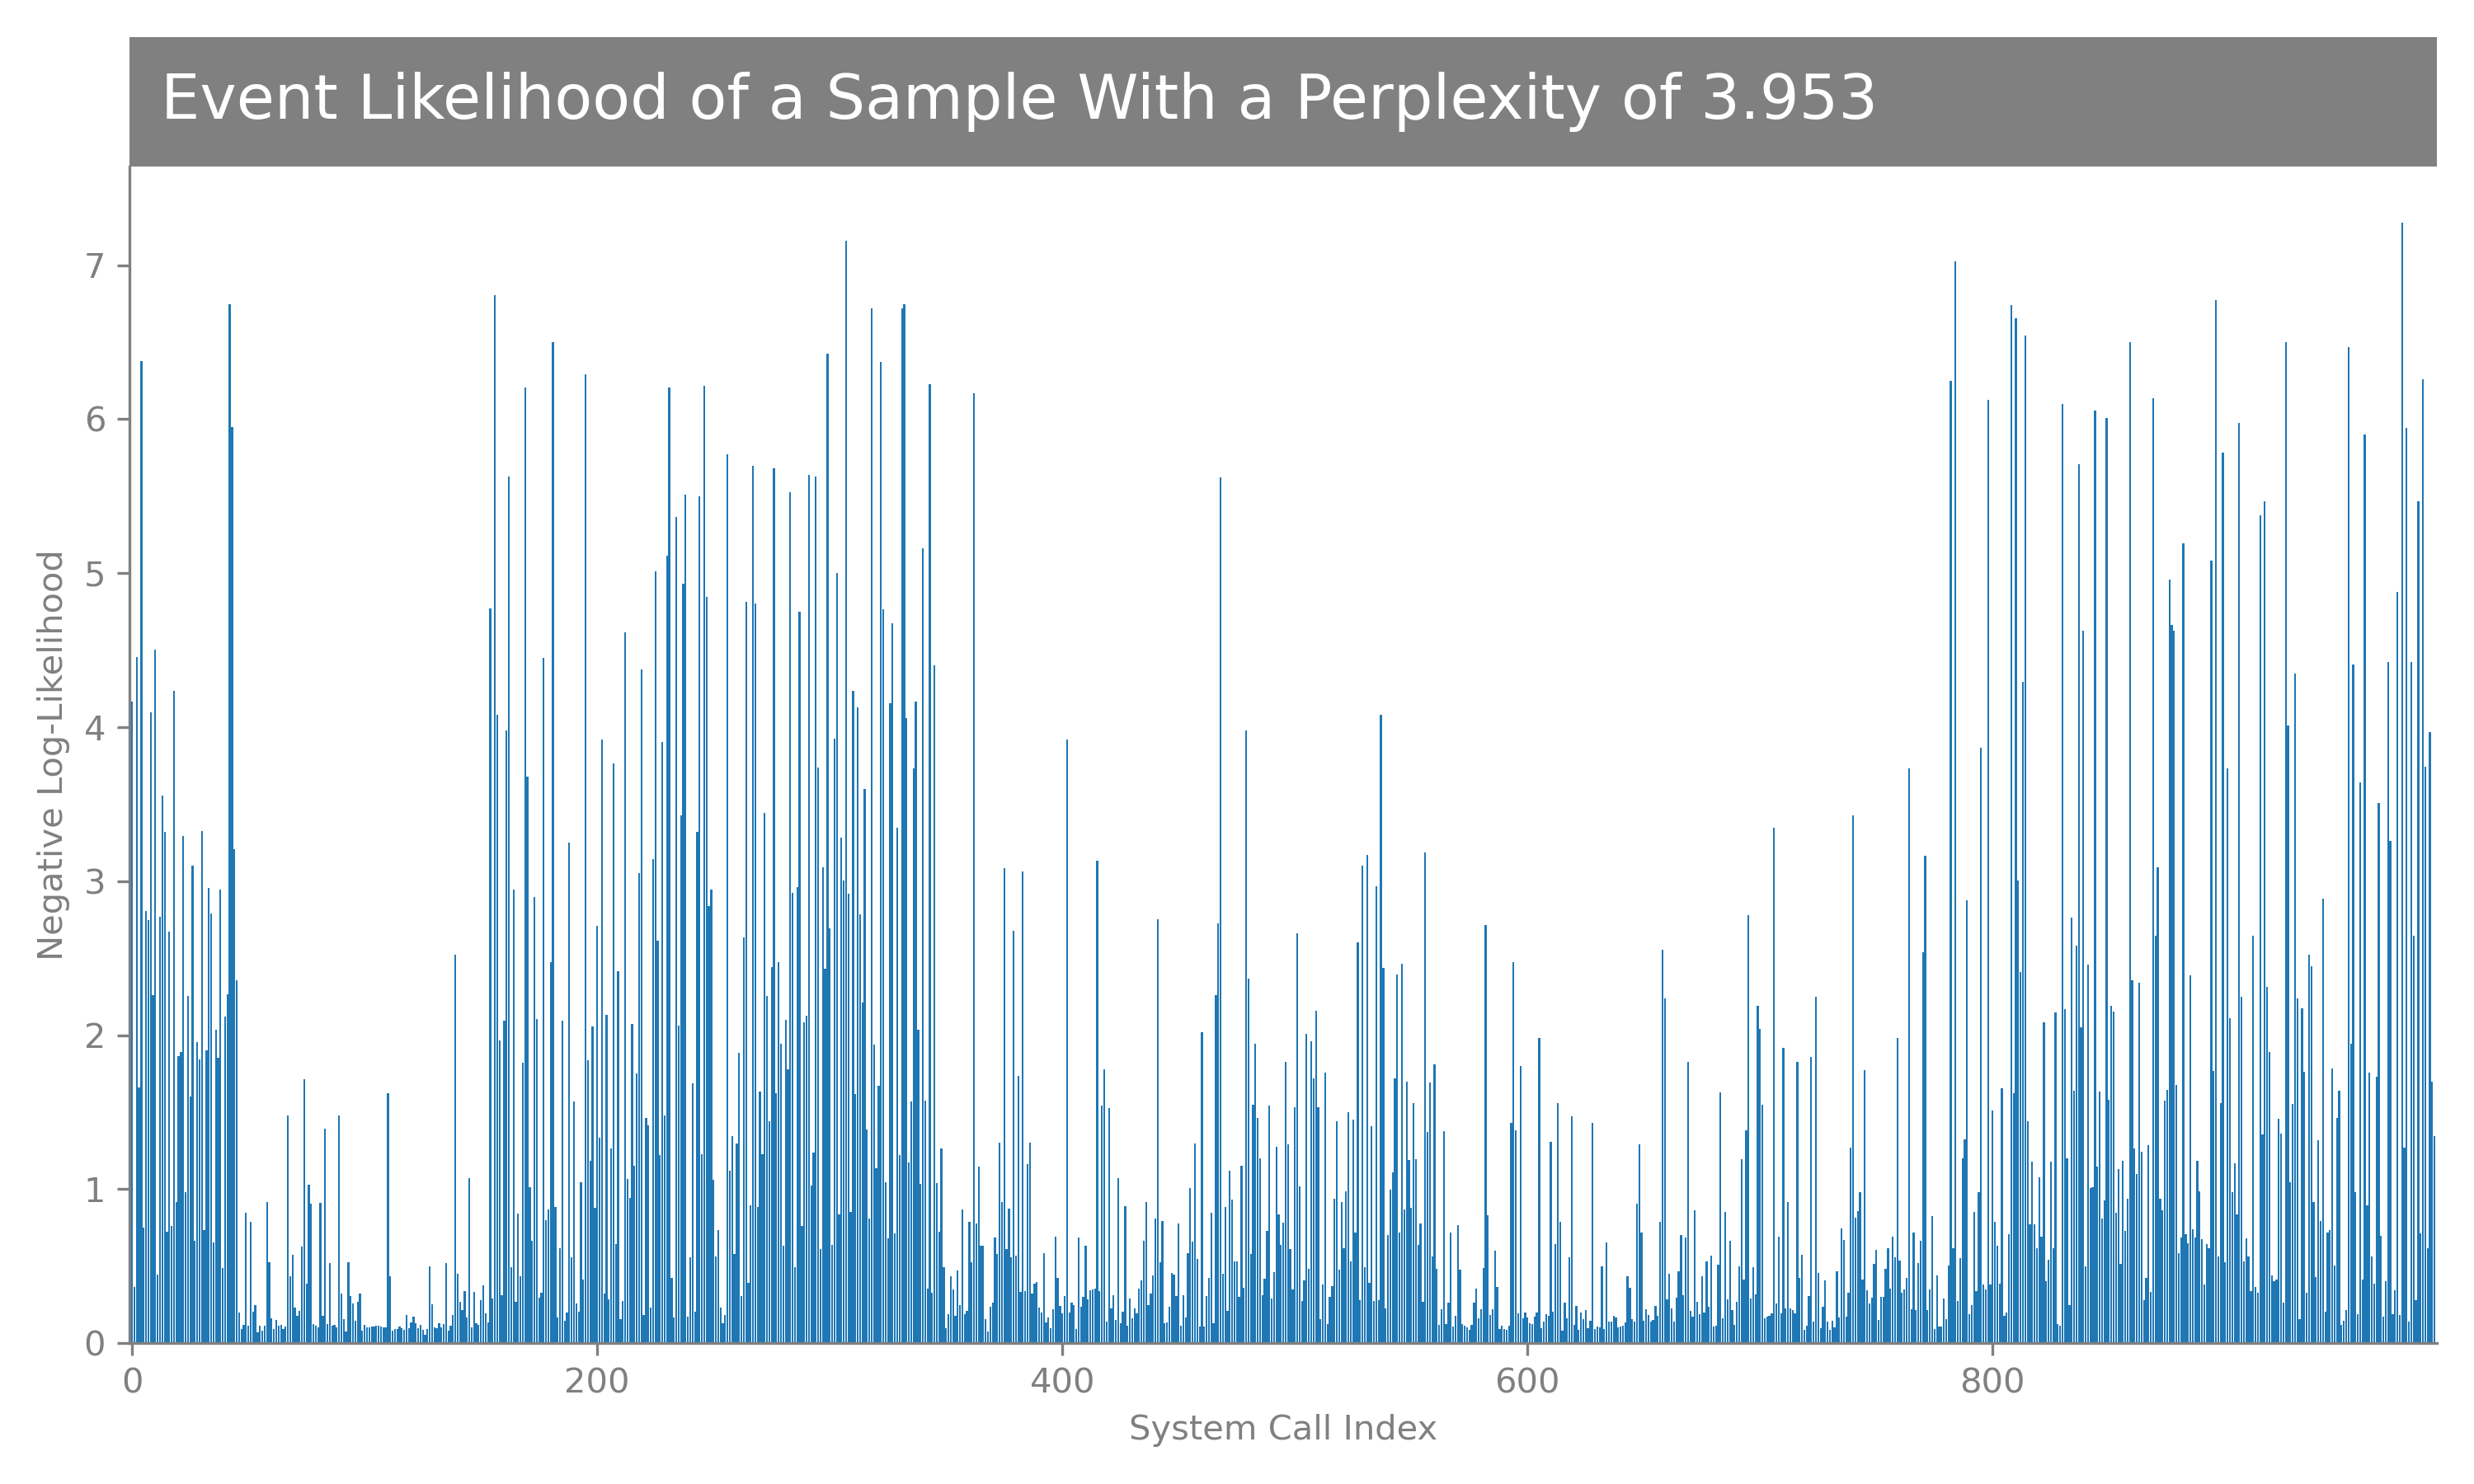 Event Likelihood of a Sample With a Perplexity of 3.953
7
6
5
4
3
2
1
0
Negative Log-Likelihood
0 200 400 600 800
System Call Index